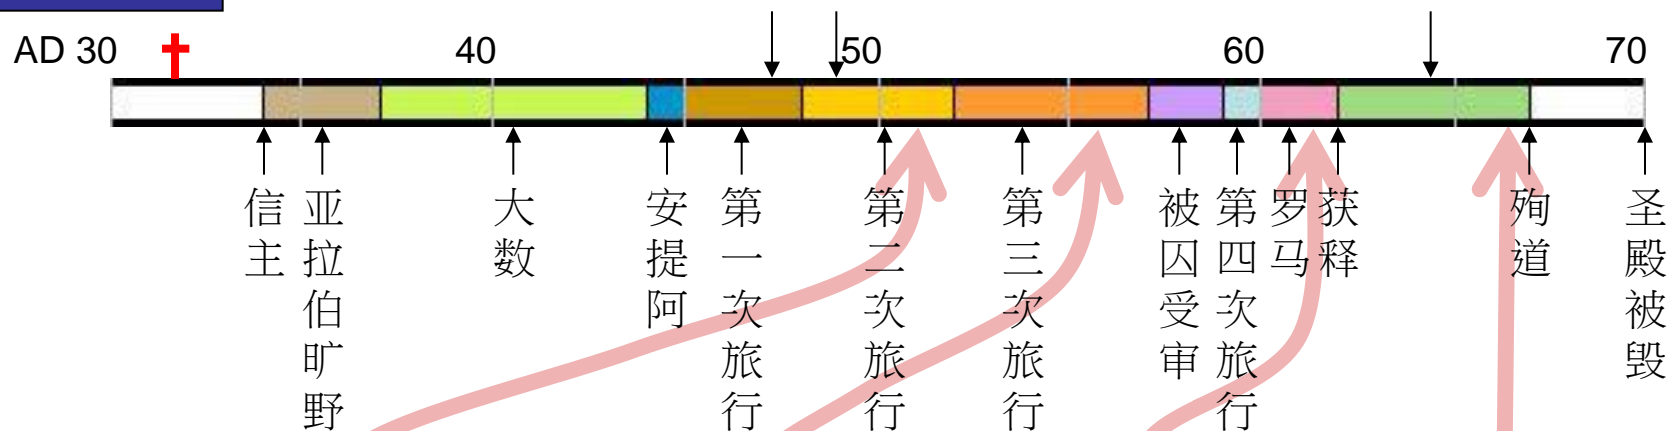 AD 30 40 50 60 70
信主
亚拉伯旷野
大数
安提阿
第一次旅行
第二次旅行
第三次旅行
被囚受审
第四次旅行
罗马
获释
殉道
圣殿被毁